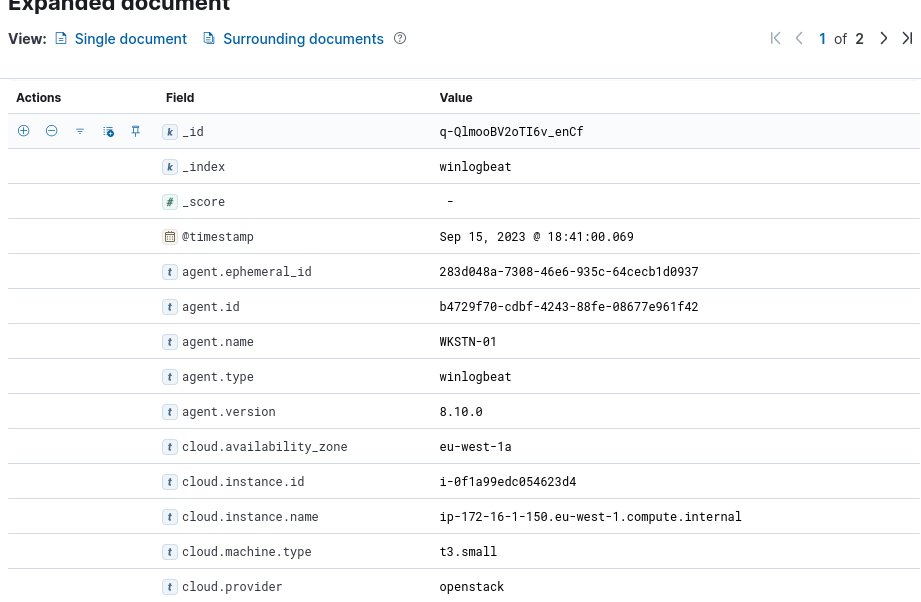 Expanded document
View: Single document Surrounding documents
1 of 2
Actions Field Value
k _id q-QlmooBV2oTI6v_enCf
k _index winlogbeat
# _score -
@timestamp Sep 15, 2023 @ 18:41:00.069
t agent.ephemeral_id 283d048a-7308-46e6-935c-64cecb1d0937
t agent.id b4729f70-cdbf-4243-88fe-08677e961f42
t agent.name WKSTN-01
t agent.type winlogbeat
t agent.version 8.10.0
t cloud.availability_zone eu-west-1a
t cloud.instance.id i-0f1a99edc054623d4
t cloud.instance.name ip-172-16-1-150.eu-west-1.compute.internal
t cloud.machine.type t3.small
t cloud.provider openstack